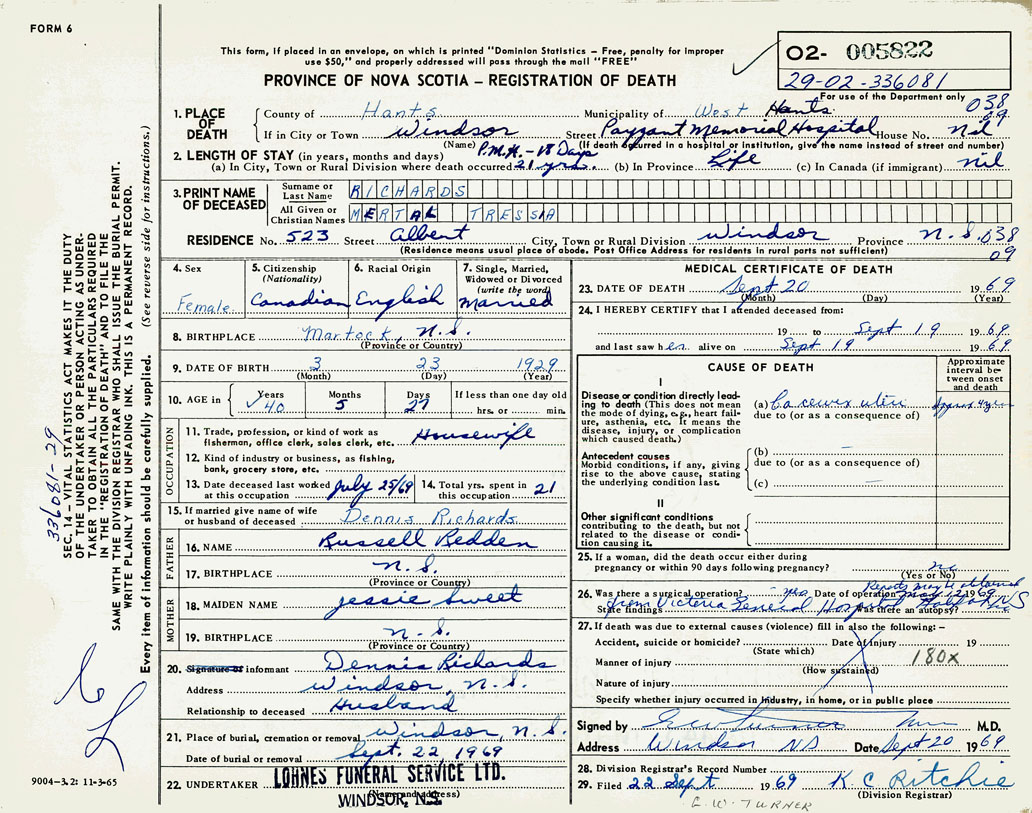 FORM 6
This form, if placed in an envelope, on which is printed "Dominion Statistics – Free, penalty for improper
use $50," and properly addressed will pass through the mail "FREE"
PROVINCE OF NOVA SCOTIA – REGISTRATION OF DEATH
02- 005822
29-02-336081
For use of the Department only
038
09
1. PLACE OF DEATH
County of Hants Municipality of West Hants
If in City or Town Windsor Street Payzant Memorial Hospital House No. Nil
(Name) (If death occurred in a hospital or institution, give the name instead of street and number)
P.M.H. - 18 Days
2. LENGTH OF STAY (in years, months and days)
(a) In City, Town or Rural Division where death occurred 21 yrs. (b) In Province Life (c) In Canada (if immigrant) nil
3. PRINT NAME OF DECEASED
Surname or Last Name RICHARDS
All Given or Christian Names MERTAL TRESSIA
RESIDENCE No. 523 Street Albert City, Town or Rural Division Windsor Province N.S. 038
(Residence means usual place of abode. Post Office Address for residents in rural parts not sufficient) 09
4. Sex Female
5. Citizenship (Nationality) Canadian
6. Racial Origin English
7. Single, Married, Widowed or Divorced (write the word) Married
8. BIRTHPLACE Martock, N.S.
(Province or Country)
9. DATE OF BIRTH 3 23 1929
(Month) (Day) (Year)
10. AGE in Years 40 Months 5 Days 27 If less than one day old hrs. or min.
OCCUPATION
11. Trade, profession, or kind of work as fisherman, office clerk, sales clerk, etc. Housewife
12. Kind of industry or business, as fishing, bank, grocery store, etc.
13. Date deceased last worked at this occupation July 25/69 14. Total yrs. spent in this occupation 21
15. If married give name of wife or husband of deceased Dennis Richards
FATHER
16. NAME Russell Redden
17. BIRTHPLACE N.S.
(Province or Country)
MOTHER
18. MAIDEN NAME Jessie Sweet
19. BIRTHPLACE N.S.
(Province or Country)
20. Signature of informant Dennis Richards
Address Windsor, N.S.
Relationship to deceased Husband
21. Place of burial, cremation or removal Windsor, N.S.
Date of burial or removal Sept. 22 1969
22. UNDERTAKER LOHNES FUNERAL SERVICE LTD.
(Name and address)
WINDSOR, N.S.
MEDICAL CERTIFICATE OF DEATH
23. DATE OF DEATH Sept 20 1969
(Month) (Day) (Year)
24. I HEREBY CERTIFY that I attended deceased from:
19 to Sept 19 1969.
and last saw her alive on Sept 19 1969.
CAUSE OF DEATH
Approximate interval between onset and death
I
Disease or condition directly leading to death (This does not mean the mode of dying, e.g., heart failure, asthenia, etc. It means the disease, injury, or complication which caused death.)
(a) Ca cervix uteri
due to (or as a consequence of)
Antecedent causes
Morbid conditions, if any, giving rise to the above cause, stating the underlying condition last.
(b) –
due to (or as a consequence of)
(c) –
II
Other significant conditions
contributing to the death, but not related to the disease or condition causing it.
25. If a woman, did the death occur either during pregnancy or within 90 days following pregnancy? no
(Yes or No)
26. Was there a surgical operation? Date of operation May 12 1969
State findings from Victoria General Hospital Halifax NS Was there an autopsy?
27. If death was due to external causes (violence) fill in also the following: –
Accident, suicide or homicide? Date of injury 19
(State which)
Manner of injury 180X
(How sustained)
Nature of injury
Specify whether injury occurred in industry, in home, or in public place
Signed by M.D.
Address Windsor NS Date Sept 20 1969
28. Division Registrar's Record Number
29. Filed 22 Sept 1969 K C Ritchie
(Division Registrar)
E.W. TURNER
336081-29
SEC. 14 – VITAL STATISTICS ACT MAKES IT THE DUTY
OF THE UNDERTAKER OR PERSON ACTING AS UNDER-
TAKER TO OBTAIN ALL THE PARTICULARS REQUIRED
IN THE "REGISTRATION OF DEATH" AND TO FILE THE
SAME WITH THE DIVISION REGISTRAR WHO SHALL ISSUE THE BURIAL PERMIT.
WRITE PLAINLY WITH UNFADING INK. THIS IS A PERMANENT RECORD.
Every item of information should be carefully supplied. (See reverse side for instructions.)
9004-3.2: 11-3-65